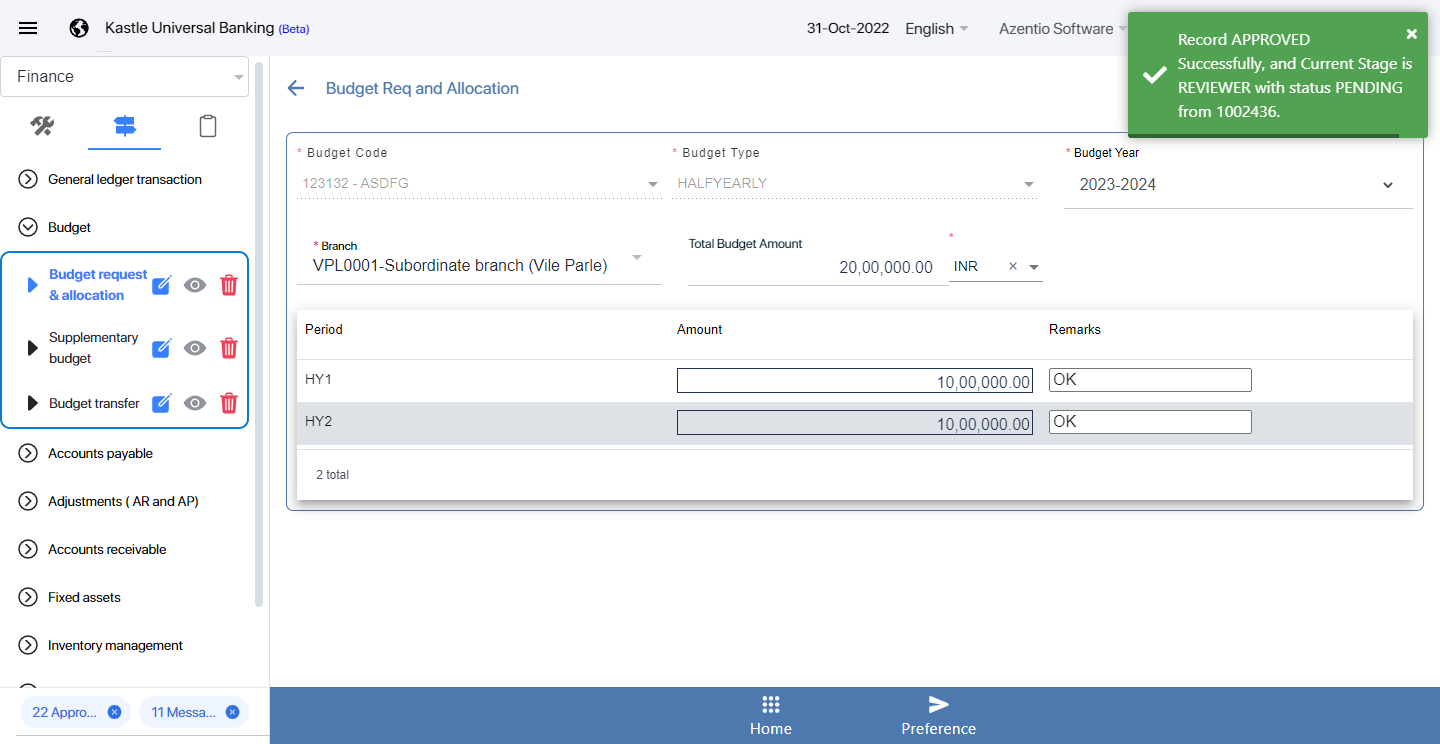 Kastle Universal Banking (Beta)
31-Oct-2022
English
Azentio Software
Record APPROVED
Successfully, and Current Stage is
REVIEWER with status PENDING
from 1002436.
Finance
General ledger transaction
Budget
Budget request
& allocation
Supplementary
budget
Budget transfer
Accounts payable
Adjustments ( AR and AP)
Accounts receivable
Fixed assets
Inventory management
22 Appro...
11 Messa...
Budget Req and Allocation
* Budget Code
* Budget Type
* Budget Year
123132 - ASDFG
HALFYEARLY
2023-2024
* Branch
Total Budget Amount
*
VPL0001-Subordinate branch (Vile Parle)
20,00,000.00
INR
Period Amount Remarks
HY1 10,00,000.00 OK
HY2 10,00,000.00 OK
2 total
Home
Preference